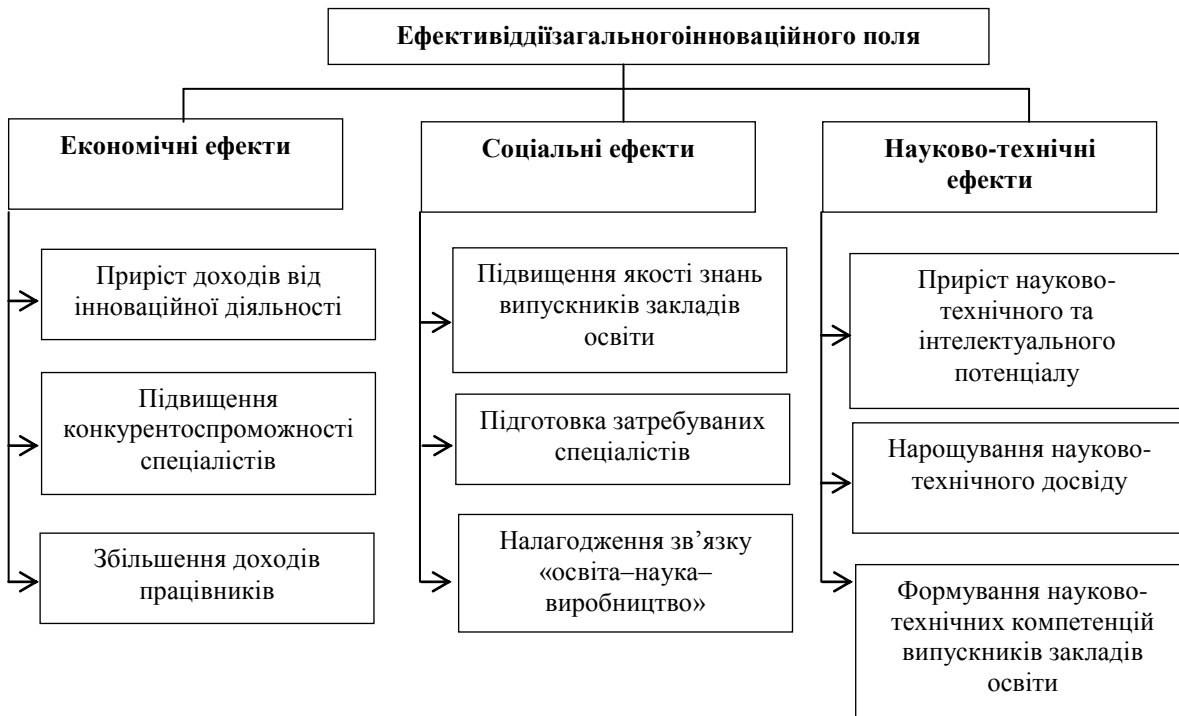 Ефективіддіїзагальногоінноваційного поля
Економічні ефекти
Приріст доходів від
інноваційної діяльності
Підвищення
конкурентоспроможності
спеціалістів
Збільшення доходів
працівників
Соціальні ефекти
Підвищення якості знань
випускників закладів
освіти
Підготовка затребуваних
спеціалістів
Налагодження зв’язку
«освіта–наука–
виробництво»
Науково-технічні
ефекти
Приріст науково-
технічного та
інтелектуального
потенціалу
Нарощування науково-
технічного досвіду
Формування науково-
технічних компетенцій
випускників закладів
освіти